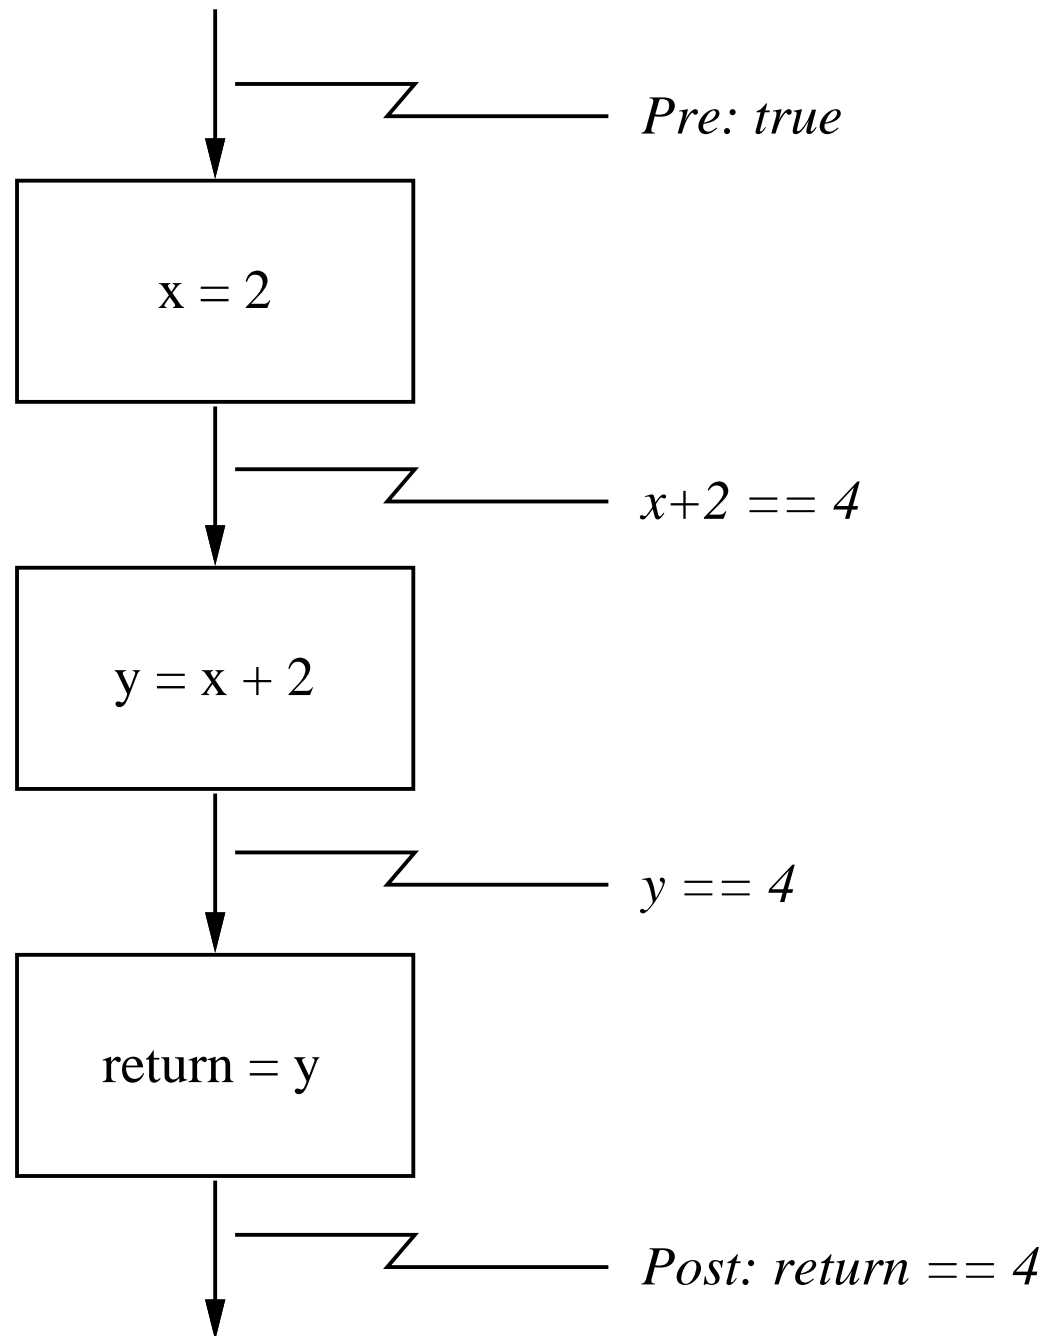 Pre: true
x = 2
x+2 == 4
y = x + 2
y == 4
return = y
Post: return == 4